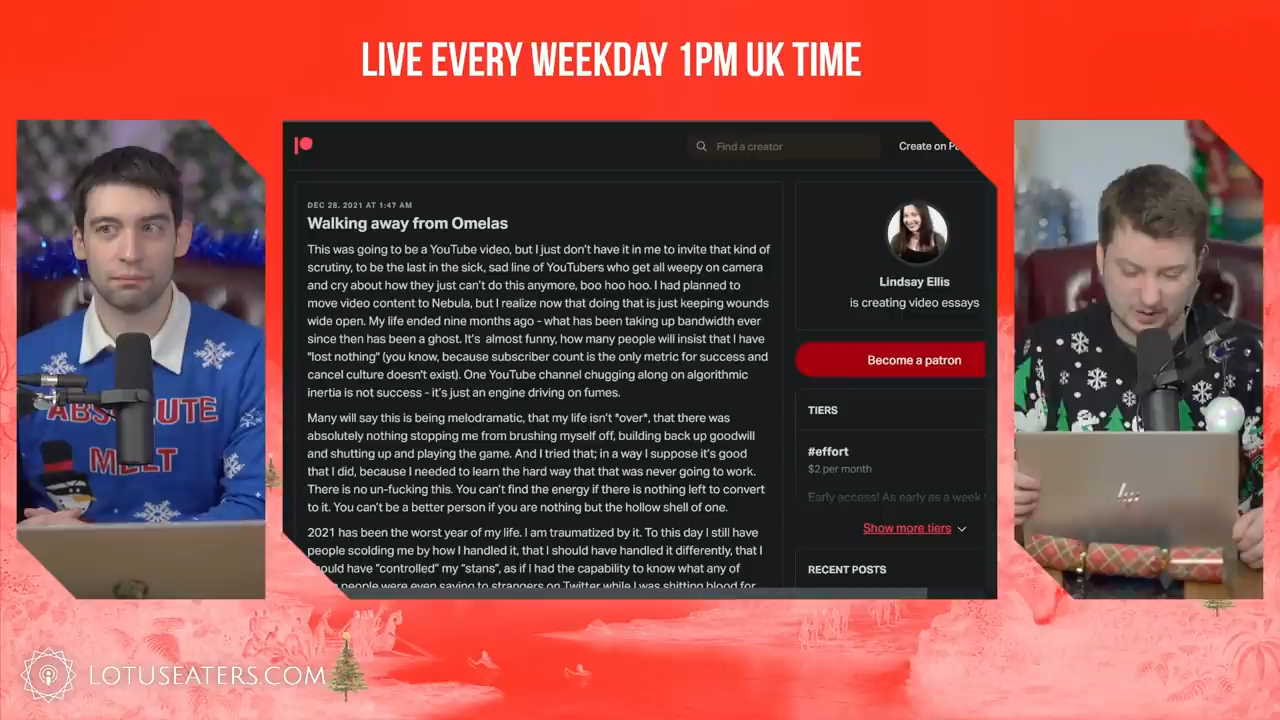 LIVE EVERY WEEKDAY 1PM UK TIME
Find a creator
Create on
DEC 28, 2021 AT 1:47 AM
Walking away from Omelas
This was going to be a YouTube video, but I just don't have it in me to invite that kind of
scrutiny, to be the last in the sick, sad line of YouTubers who get all weepy on camera
and cry about how they just can't do this anymore, boo hoo hoo. I had planned to
move video content to Nebula, but I realize now that doing that is just keeping wounds
wide open. My life ended nine months ago - what has been taking up bandwidth ever
since then has been a ghost. It's almost funny, how many people will insist that I have
"lost nothing" (you know, because subscriber count is the only metric for success and
cancel culture doesn't exist). One YouTube channel chugging along on algorithmic
inertia is not success - it's just an engine driving on fumes.
Many will say this is being melodramatic, that my life isn't *over*, that there was
absolutely nothing stopping me from brushing myself off, building back up goodwill
and shutting up and playing the game. And I tried that; in a way I suppose it's good
that I did, because I needed to learn the hard way that that was never going to work.
There is no un-fucking this. You can't find the energy if there is nothing left to convert
to it. You can't be a better person if you are nothing but the hollow shell of one.
2021 has been the worst year of my life. I am traumatized by it. To this day I still have
people scolding me by how I handled it, that I should have handled it differently, that I
should have "controlled" my "stans", as if I had the capability to know what any of
people were even saying to strangers on Twitter while I was shitting blood for
Lindsay Ellis
is creating video essays
Become a patron
TIERS
#effort
$2 per month
Early access! As early as a week
Show more tiers
RECENT POSTS
ABSOLUTE
MELT
hp
LOTUSEATERS.COM